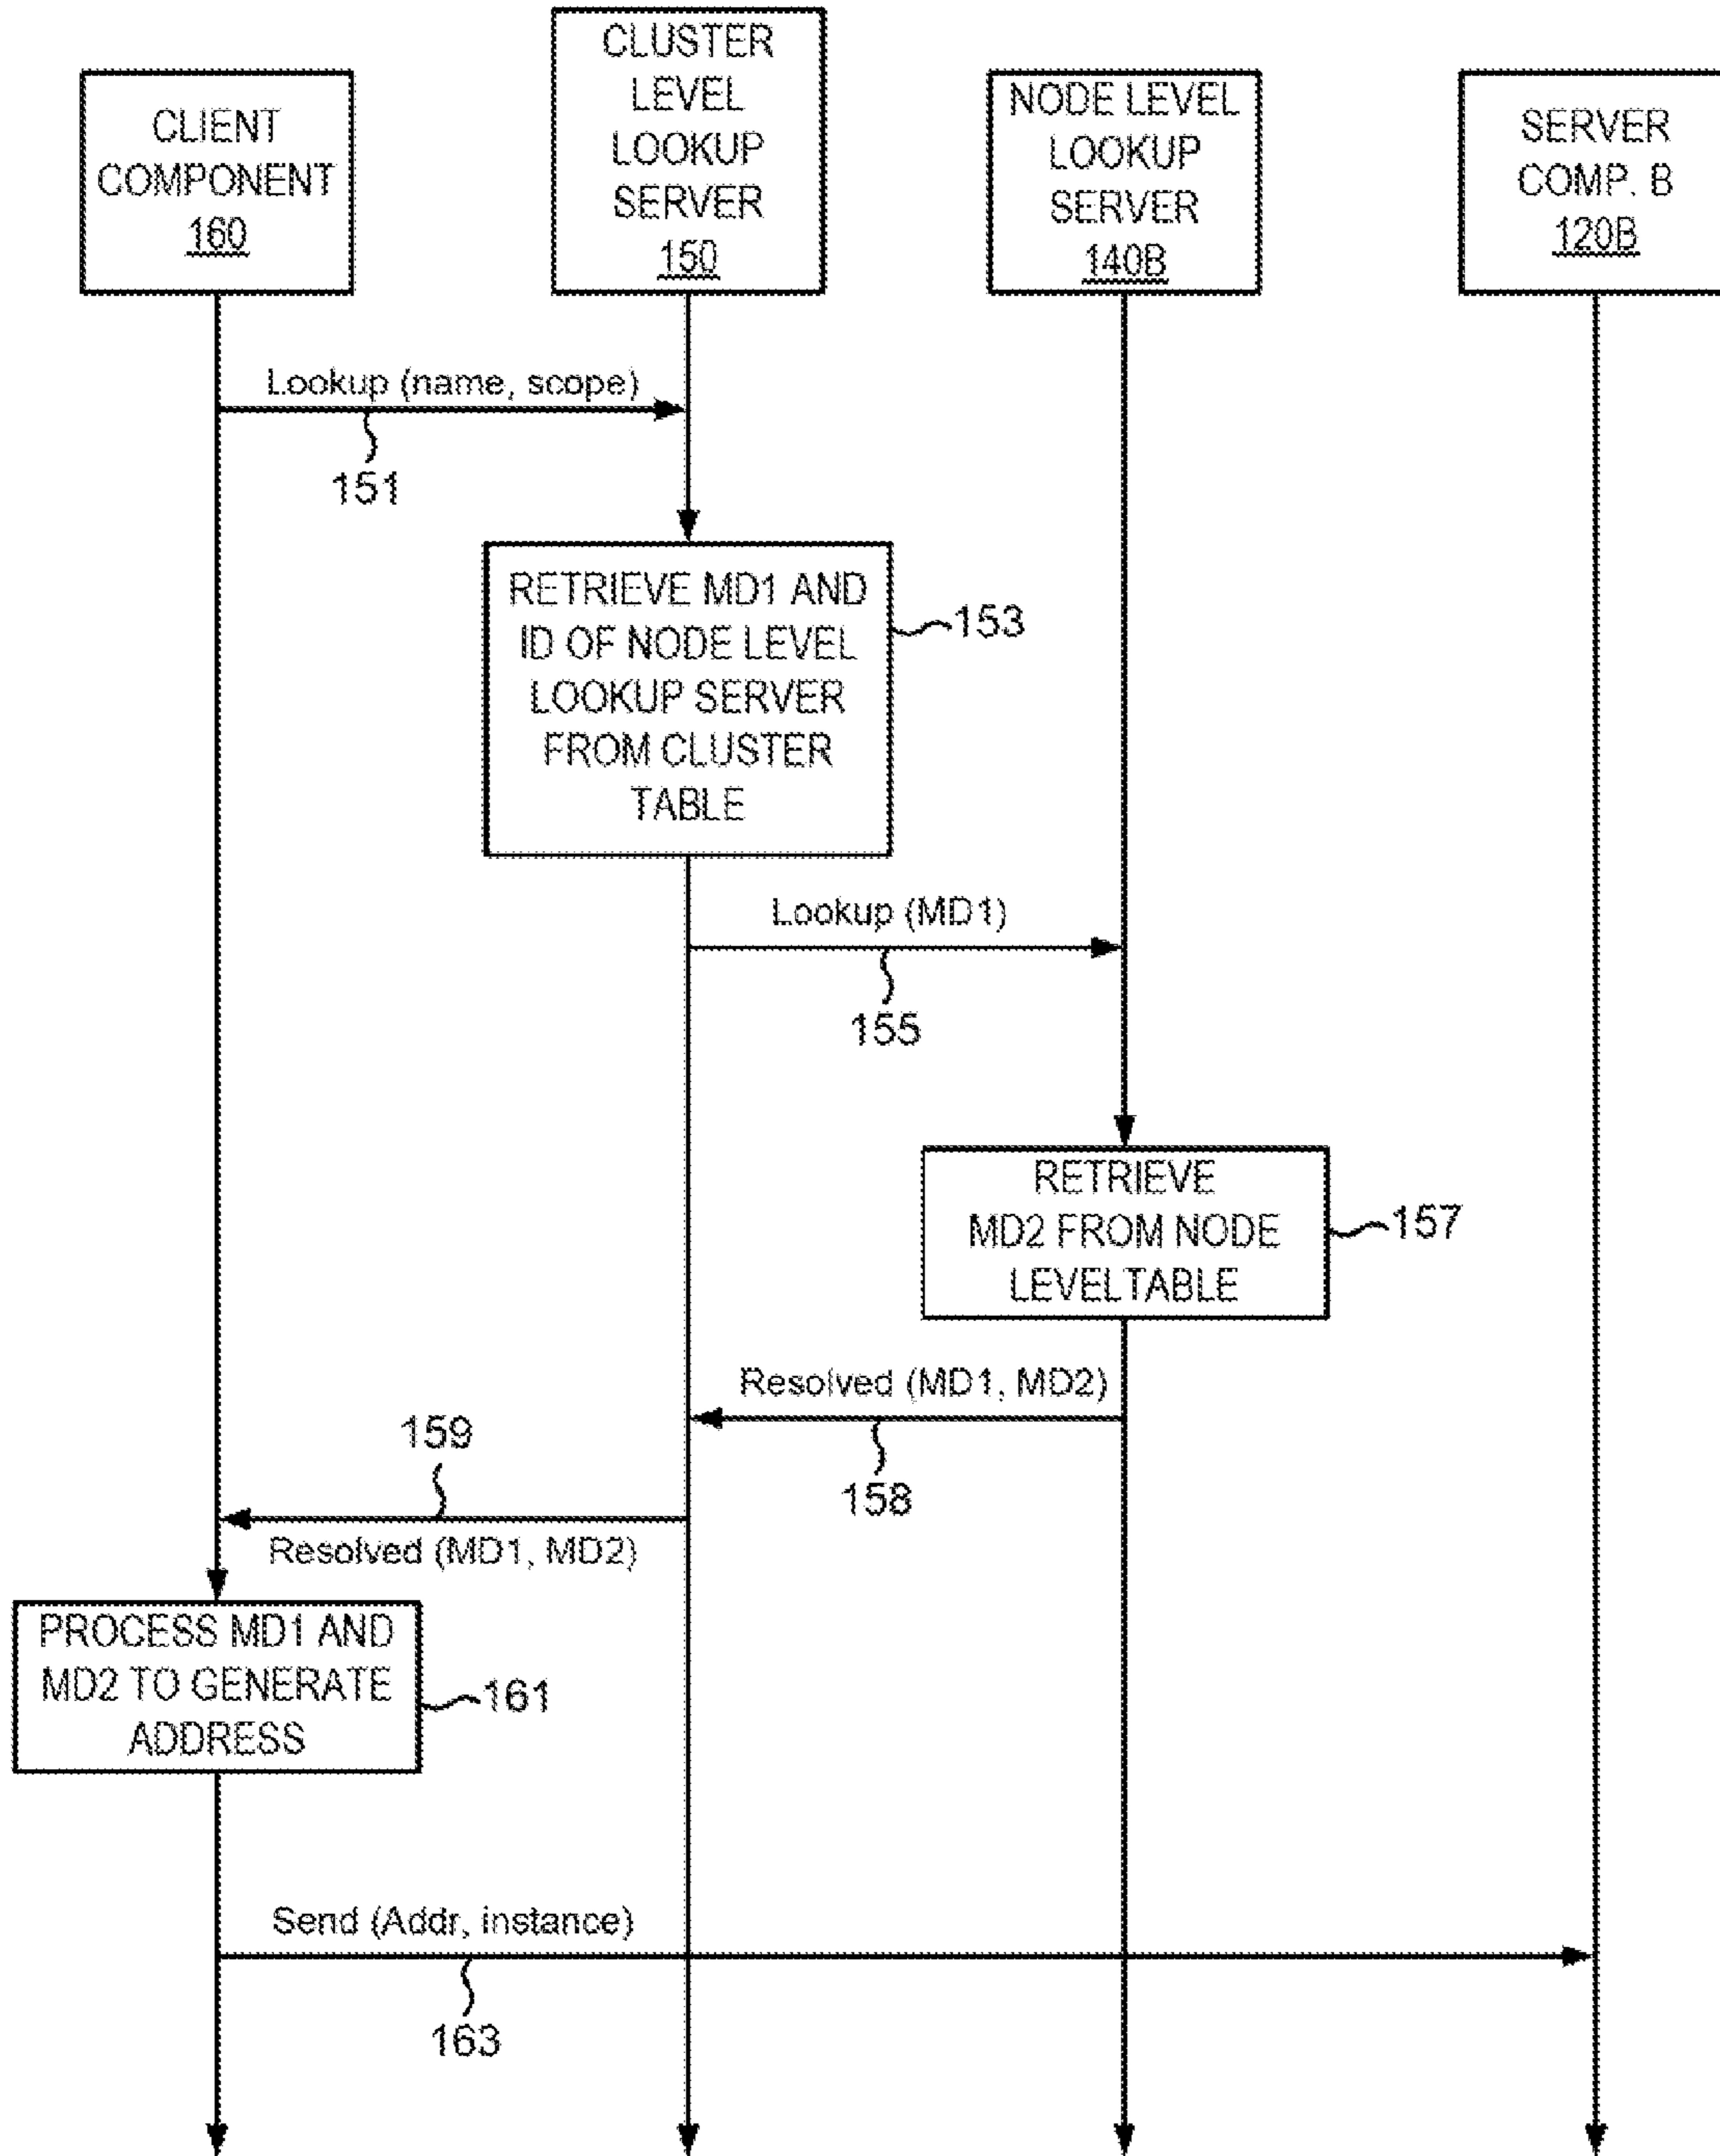 CLIENT
COMPONENT
160
CLUSTER
LEVEL
LOOKUP
SERVER
150
NODE LEVEL
LOOKUP
SERVER
140B
SERVER
COMP. B
120B
Lookup (name, scope)
151
RETRIEVE MD1 AND
ID OF NODE LEVEL
LOOKUP SERVER
FROM CLUSTER
TABLE
153
Lookup (MD1)
155
RETRIEVE
MD2 FROM NODE
LEVELTABLE
157
Resolved (MD1, MD2)
158
159
Resolved (MD1, MD2)
PROCESS MD1 AND
MD2 TO GENERATE
ADDRESS
161
Send (Addr, instance)
163